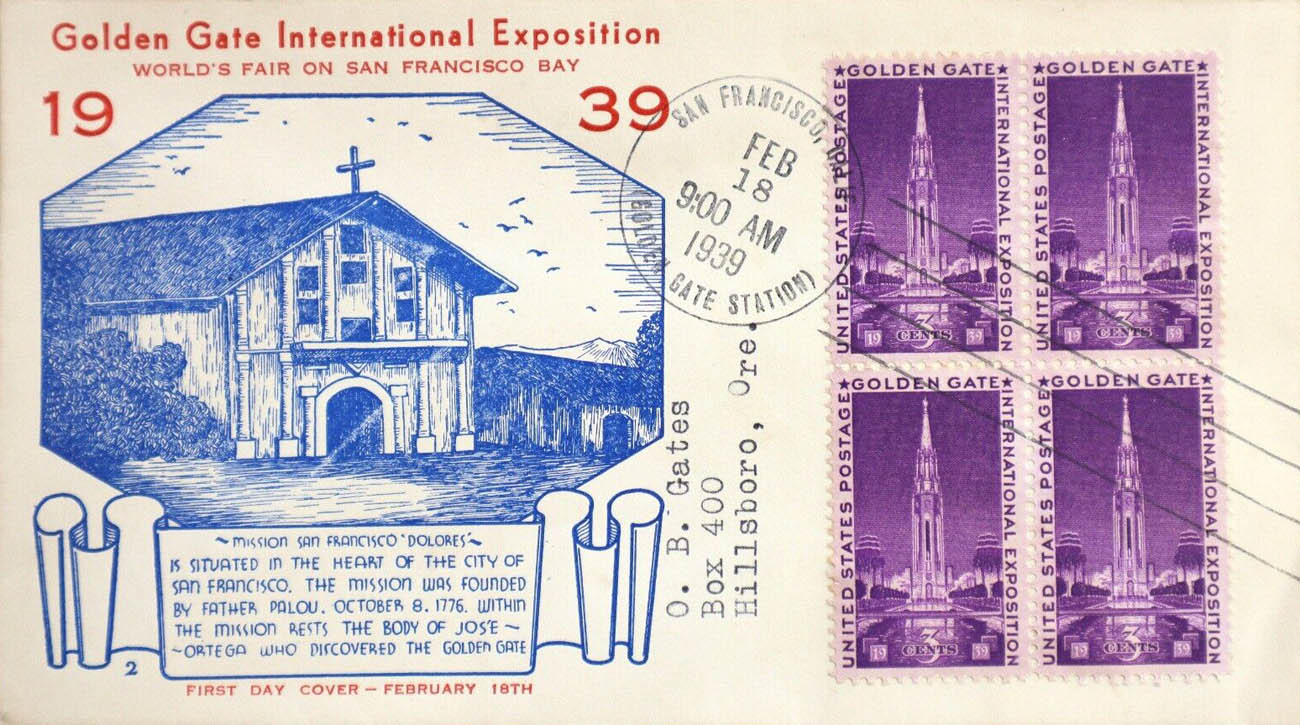 Golden Gate International Exposition
WORLD'S FAIR ON SAN FRANCISCO BAY
19 39
~ MISSION SAN FRANCISCO 'DOLORES' ~
IS SITUATED IN THE HEART OF THE CITY OF
SAN FRANCISCO. THE MISSION WAS FOUNDED
BY FATHER PALOU, OCTOBER 8, 1776. WITHIN
THE MISSION RESTS THE BODY OF JOSE ~
~ ORTEGA WHO DISCOVERED THE GOLDEN GATE
2
FIRST DAY COVER — FEBRUARY 18TH
SAN FRANCISCO,
FEB
18
9:00 AM
1939
GATE STATION)
O. B. Gates
Box 400
Hillsboro, Ore.
★GOLDEN GATE★
UNITED STATES POSTAGE
INTERNATIONAL EXPOSITION
19 3 39
CENTS
★GOLDEN GATE★
UNITED STATES POSTAGE
INTERNATIONAL EXPOSITION
19 3 39
CENTS
★GOLDEN GATE★
UNITED STATES POSTAGE
INTERNATIONAL EXPOSITION
19 3 39
CENTS
★GOLDEN GATE★
UNITED STATES POSTAGE
INTERNATIONAL EXPOSITION
19 3 39
CENTS